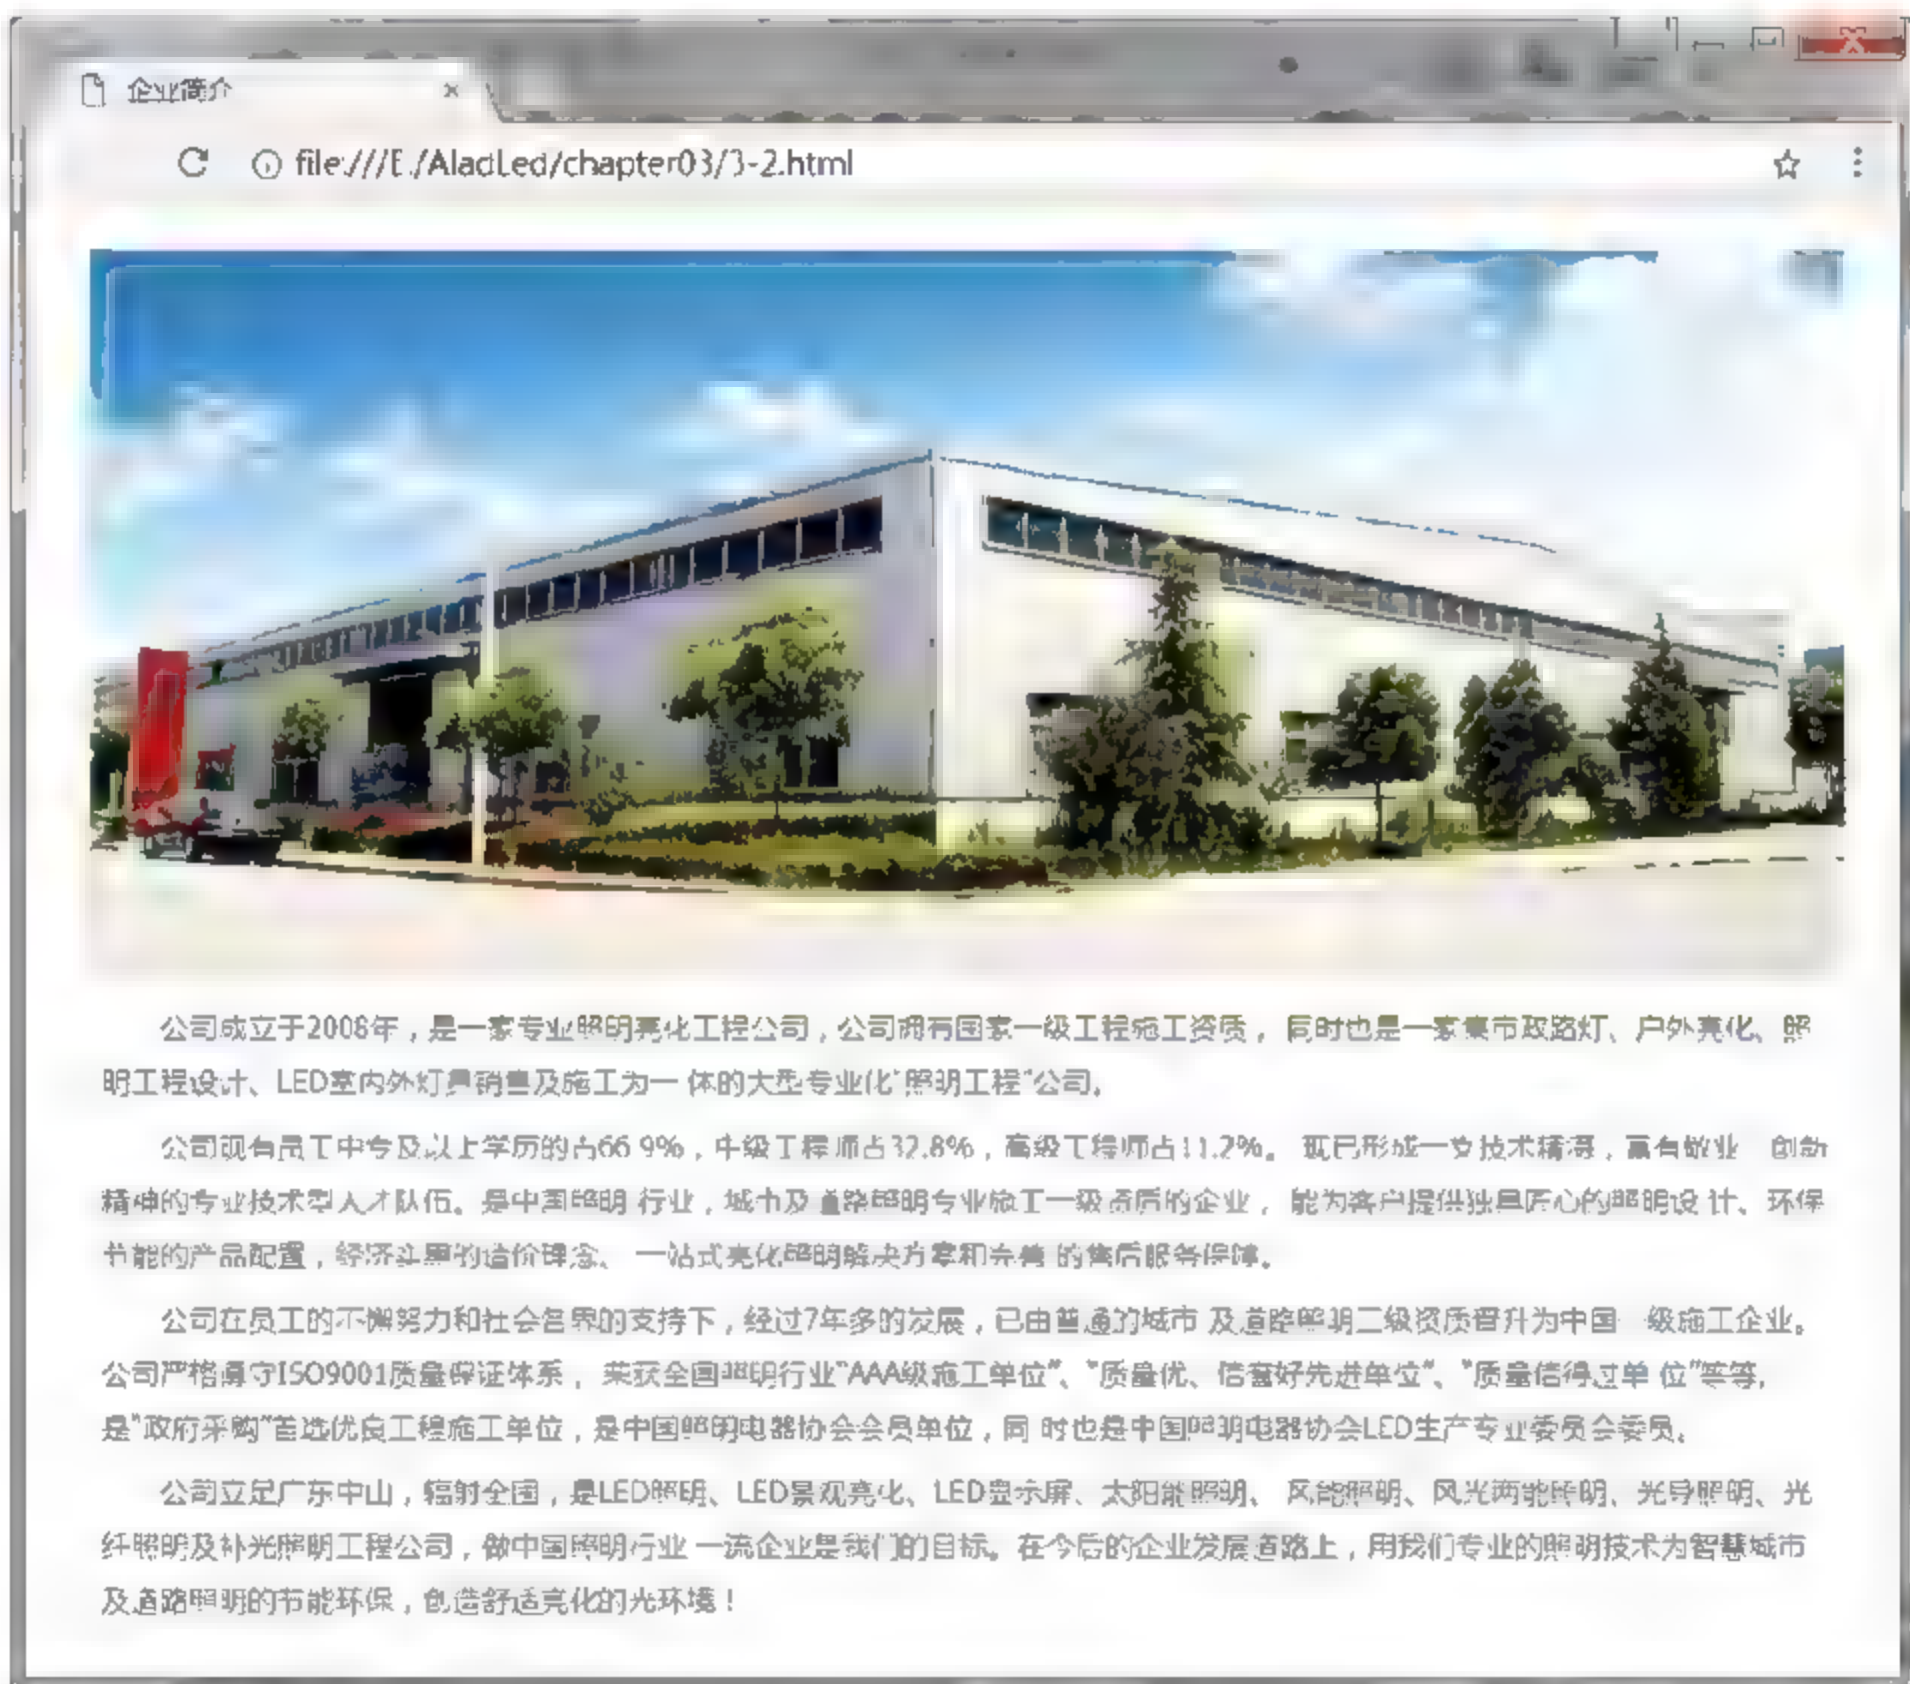 企业简介
file:///E:/AladLed/chapter03/3-2.html
公司成立于2008年，是一家专业照明亮化工程公司，公司拥有国家一级工程施工资质， 同时也是一家集市政路灯、户外亮化、照
明工程设计、LED室内外灯具销售及施工为一 体的大型专业化“照明工程”公司。
公司现有员工中专及以上学历的占66.9%，中级工程师占32.8%，高级工程师占11.2%。 现已形成一支技术精湛，富有敬业 创新
精神的专业技术型人才队伍。是中国照明 行业，城市及道路照明专业施工一级资质的企业， 能为客户提供独具匠心的照明设 计、环保
节能的产品配置，经济实惠的造价理念、 一站式亮化照明解决方案和完善 的售后服务保障。
公司在员工的不懈努力和社会各界的支持下，经过7年多的发展，已由普通的城市 及道路照明二级资质晋升为中国 级施工企业。
公司严格遵守ISO9001质量保证体系， 荣获全国照明行业“AAA级施工单位”、“质量优、信誉好先进单位”、“质量信得过单 位”等等，
是“政府采购”首选优良工程施工单位，是中国照明电器协会会员单位，同 时也是中国照明电器协会LED生产专业委员会委员。
公司立足广东中山，辐射全国，是LED照明、LED景观亮化、LED显示屏、太阳能照明、 风能照明、风光两能照明、光导照明、光
纤照明及补光照明工程公司，做中国照明行业 一流企业是我们的目标。在今后的企业发展道路上，用我们专业的照明技术为智慧城市
及道路照明的节能环保，创造舒适亮化的光环境！